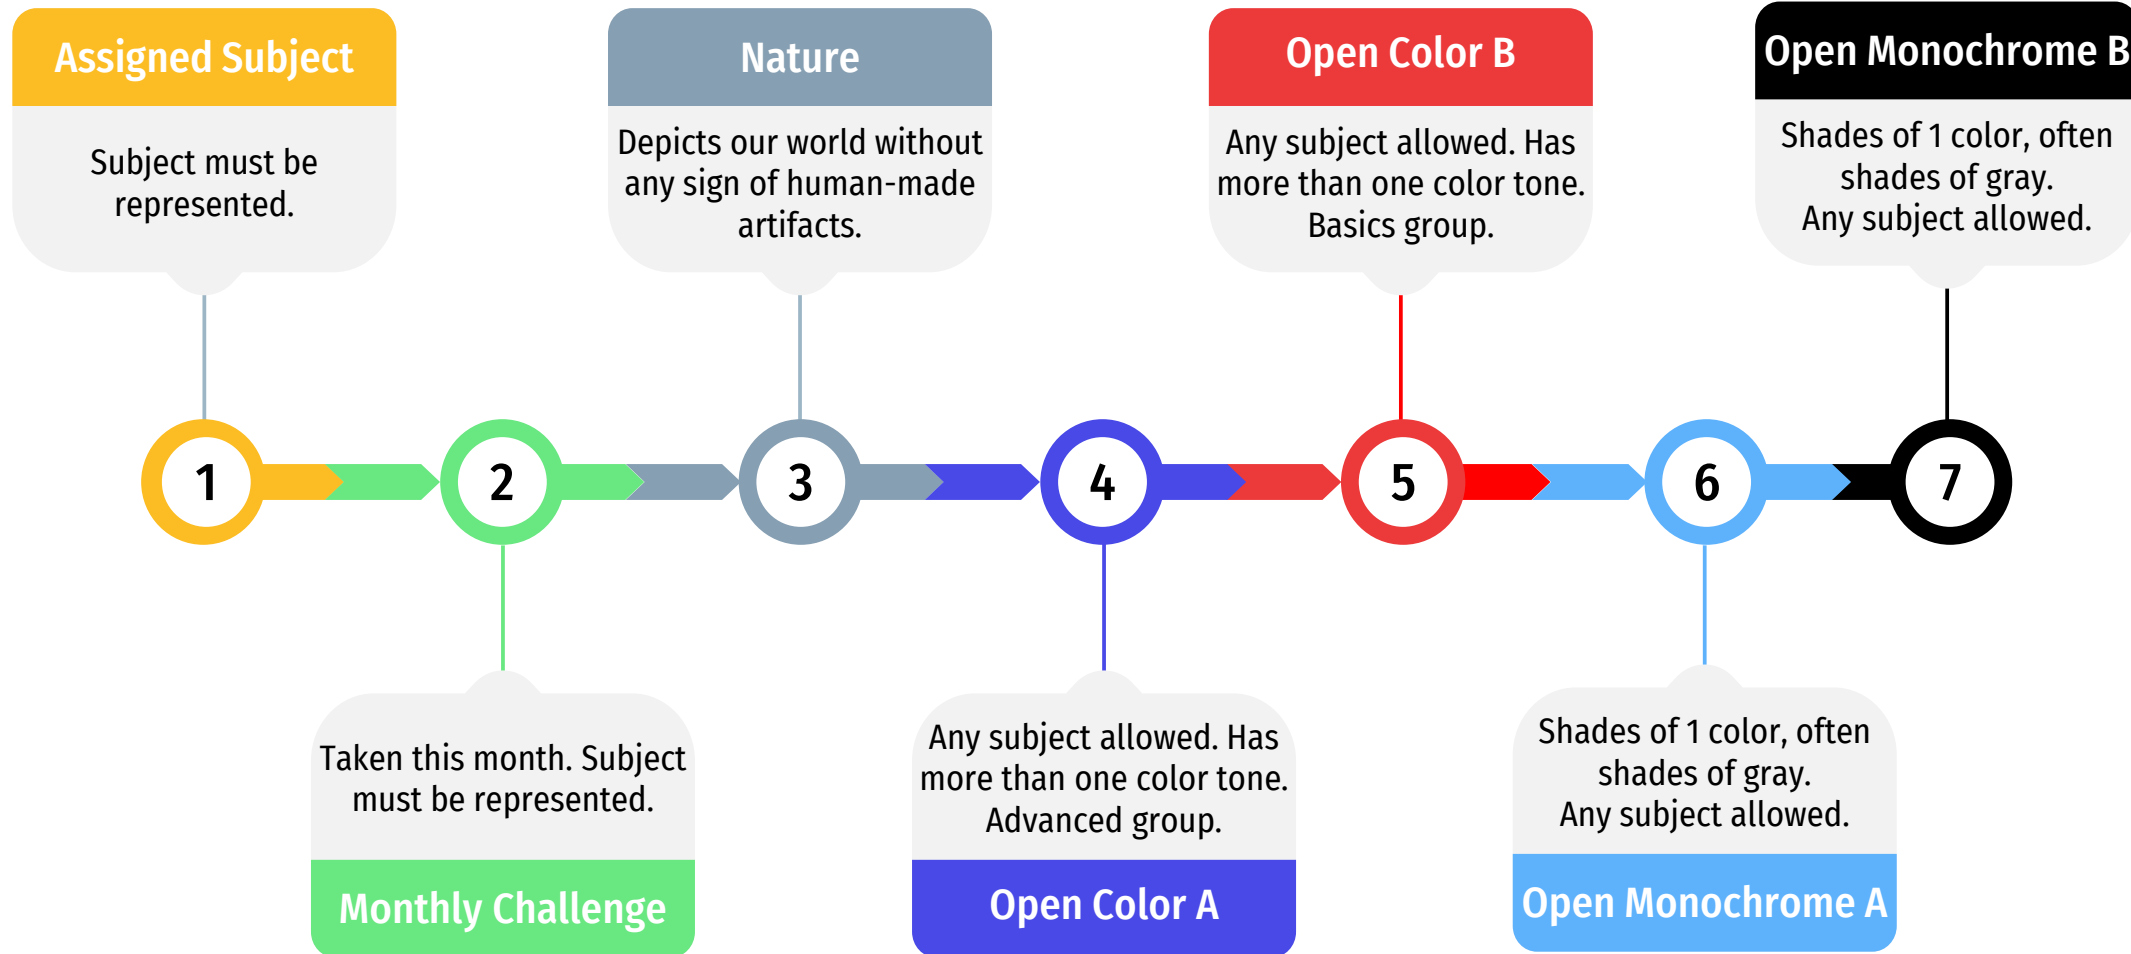 Assigned Subject
Subject must be
represented.
Nature
Depicts our world without
any sign of human-made
artifacts.
Open Color B
Any subject allowed. Has
more than one color tone.
Basics group.
Open Monochrome B
Shades of 1 color, often
shades of gray.
Any subject allowed.
1
2
3
4
5
6
7
Taken this month. Subject
must be represented.
Monthly Challenge
Any subject allowed. Has
more than one color tone.
Advanced group.
Open Color A
Shades of 1 color, often
shades of gray.
Any subject allowed.
Open Monochrome A